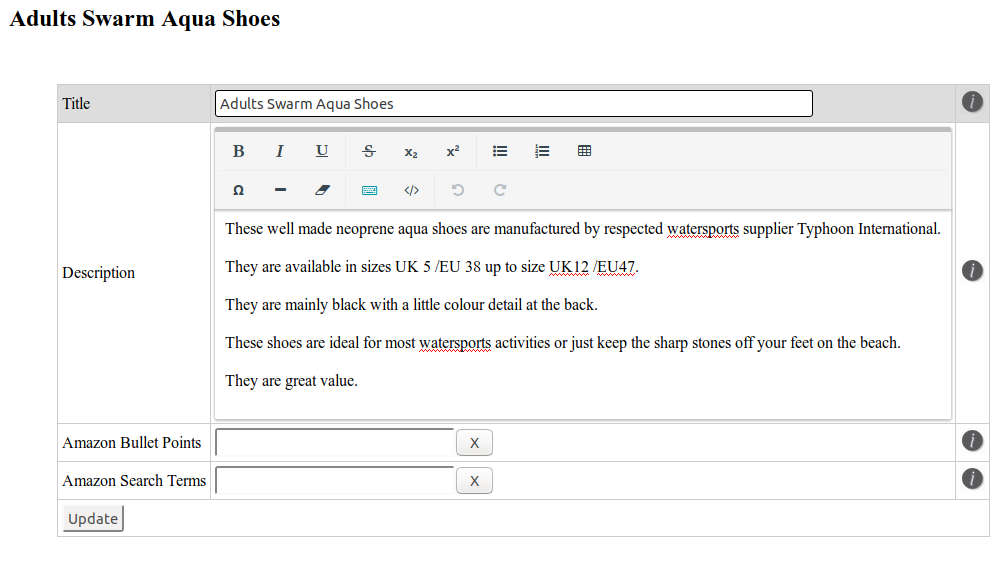 Adults Swarm Aqua Shoes
Title
Adults Swarm Aqua Shoes
i
B I U S x₂ x² 
Ω </>
Description
These well made neoprene aqua shoes are manufactured by respected watersports supplier Typhoon International.
They are available in sizes UK 5 /EU 38 up to size UK12 /EU47.
They are mainly black with a little colour detail at the back.
These shoes are ideal for most watersports activities or just keep the sharp stones off your feet on the beach.
They are great value.
i
Amazon Bullet Points
X
i
Amazon Search Terms
X
i
Update